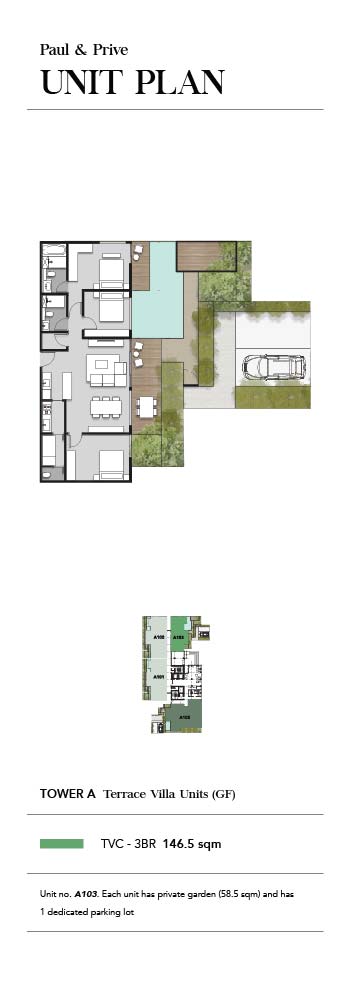 Paul & Prive
UNIT PLAN
A102
A103
A101
A105
TOWER A Terrace Villa Units (GF)
TVC - 3BR 146.5 sqm
Unit no. A103. Each unit has private garden (58.5 sqm) and has
1 dedicated parking lot